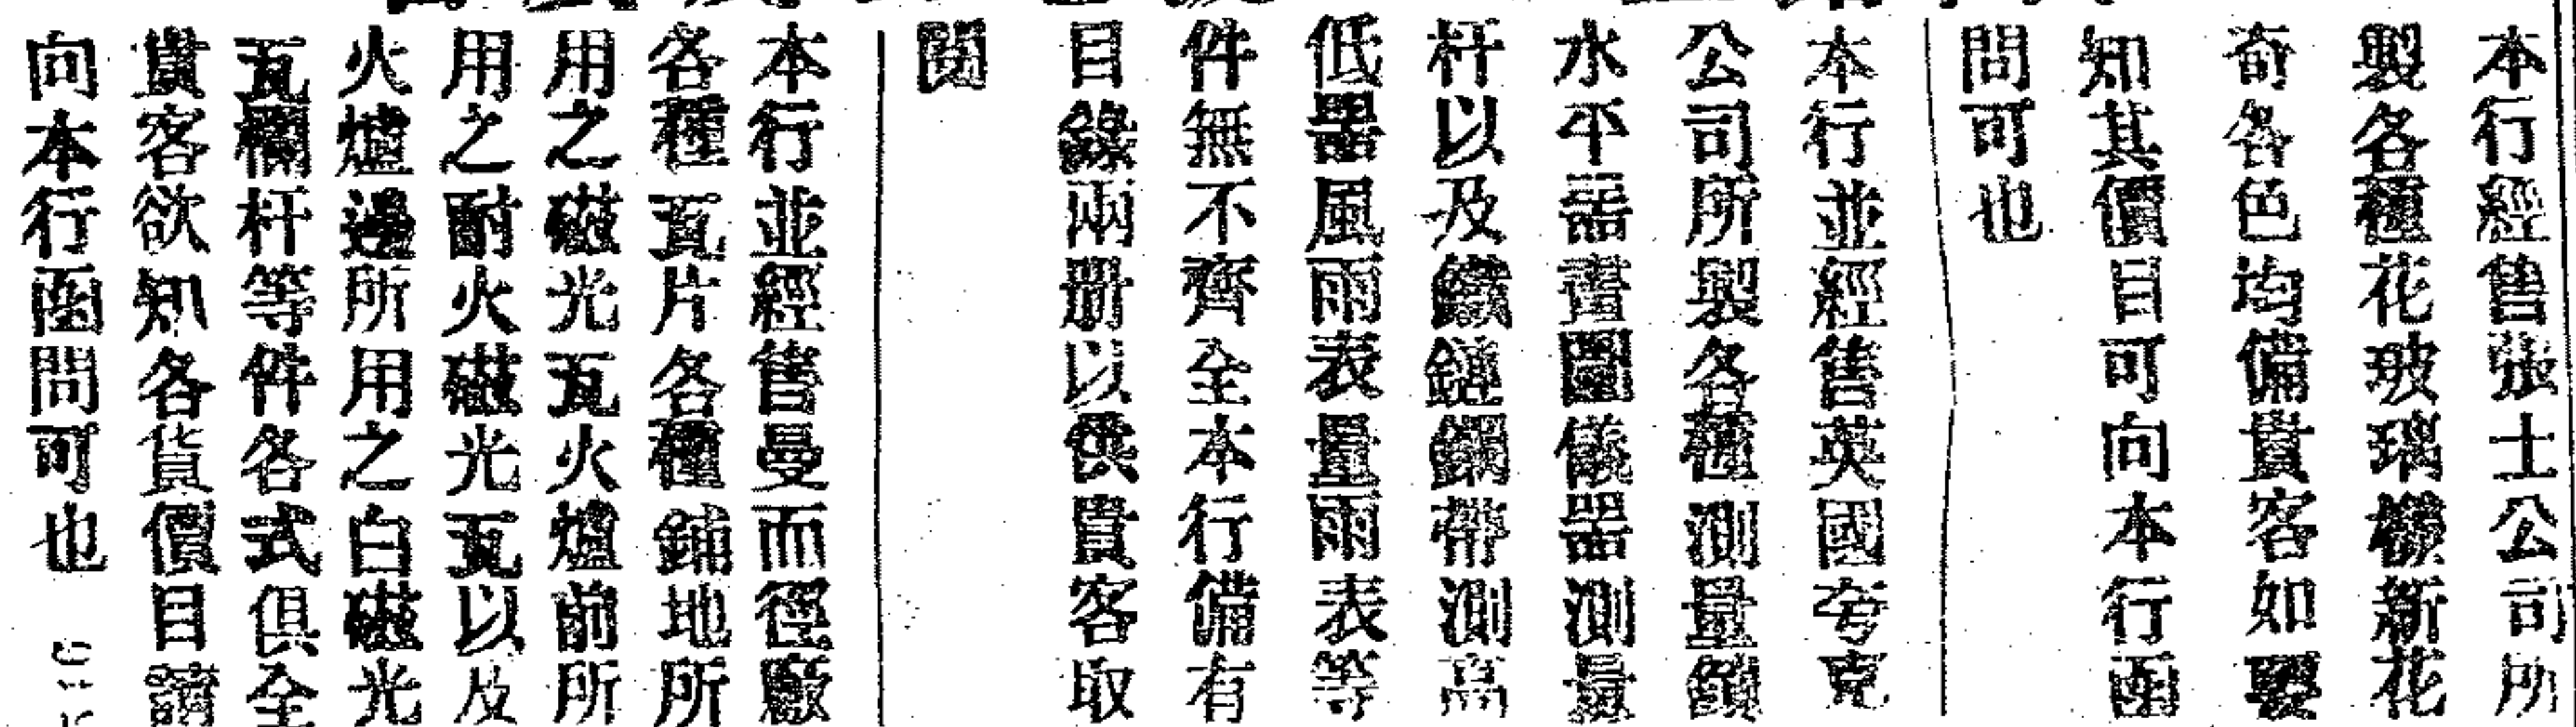 本行經售張士公司所
製各種花玻璃樣新花
奇各色均備貴客如要
知其價目可向本行函
問可也
本行並經售英國夸克
公司所製各種測量鏡
水平譜畫圖儀器測量
杆以及鐵鏈鋼帶測高
低器風雨表量雨表等
件無不齊全本行備有
目錄兩册以供貴客取
閱
本行並經售曼而徑廠
各種瓦片各種鋪地所
用之磁光瓦火爐前所
用之耐火磁光瓦以及
火爐邊所用之白磁光
瓦欄杆等件各式俱全
貴客欲知各貨價目請
向本行函問可也